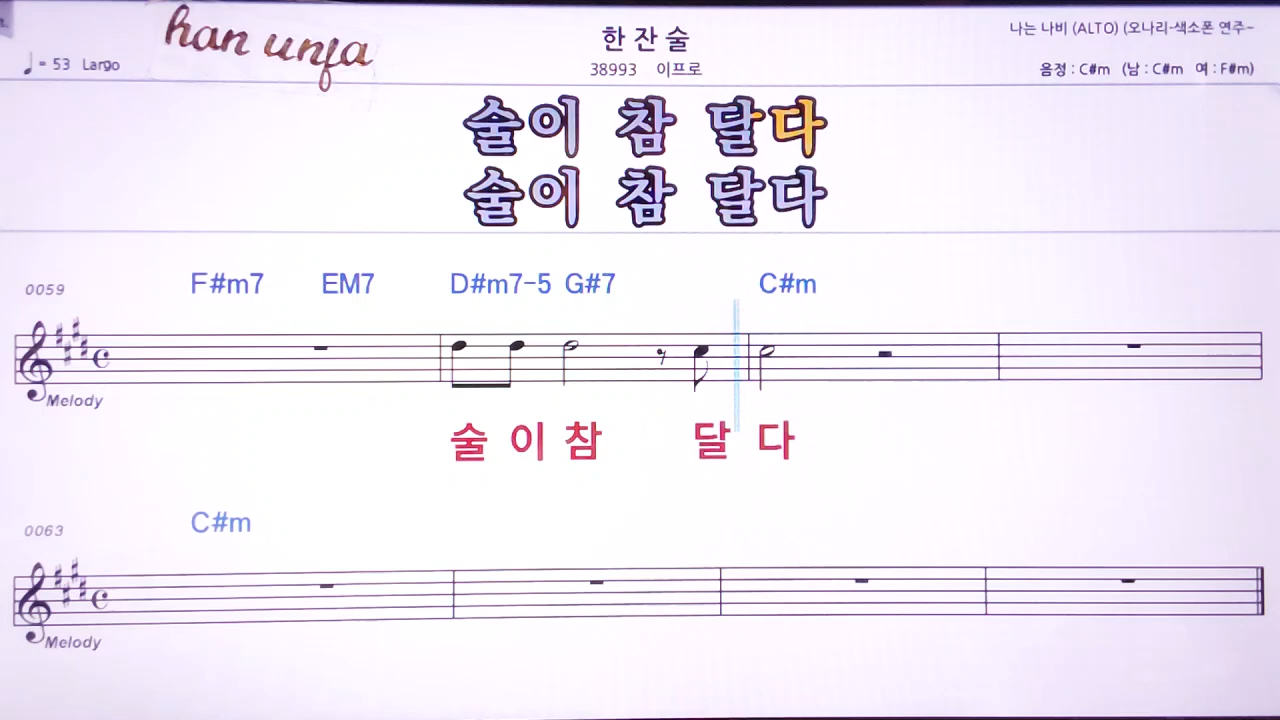 han unfa
한 잔 술
나는 나비 (ALTO) (오나리-색소폰 연주-
♩ = 53 Largo
38993 이프로
음정 : C#m (남 : C#m 여 : F#m)
술이 참 달다
술이 참 달다
F#m7 EM7 D#m7-5 G#7 C#m
0059
Melody
술 이 참 달 다
C#m
0063
Melody